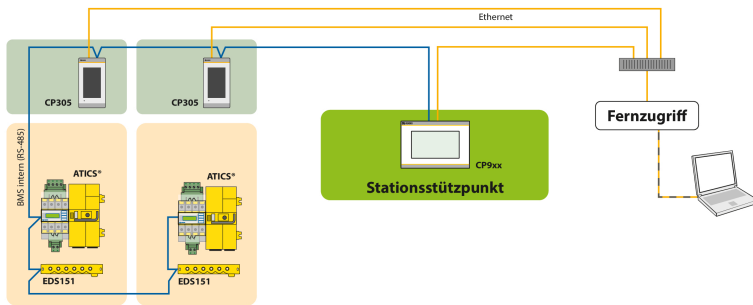 Ethernet
CP305
CP305
Fernzugriff
CP9xx
Stationsstützpunkt
BMS intern (RS-485)
ATICS®
ATICS®
EDS151
EDS151